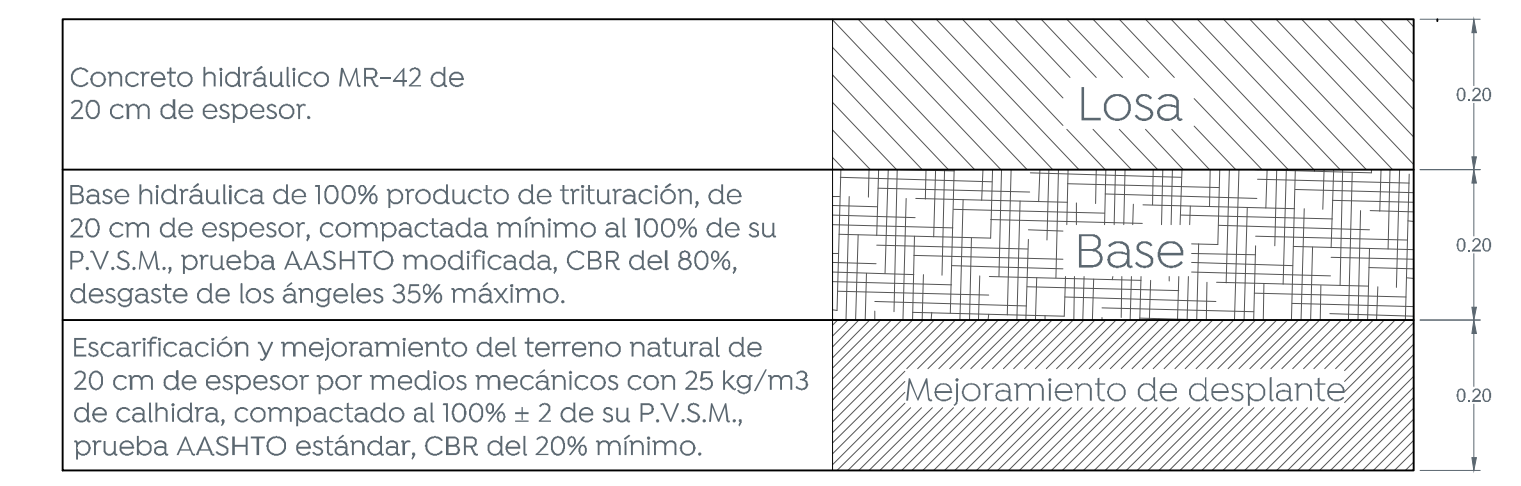 Concreto hidráulico MR-42 de
20 cm de espesor.
Losa
0.20
Base hidráulica de 100% producto de trituración, de
20 cm de espesor, compactada mínimo al 100% de su
P.V.S.M., prueba AASHTO modificada, CBR del 80%,
desgaste de los ángeles 35% máximo.
Base
0.20
Escarificación y mejoramiento del terreno natural de
20 cm de espesor por medios mecánicos con 25 kg/m3
de calhidra, compactado al 100% ± 2 de su P.V.S.M.,
prueba AASHTO estándar, CBR del 20% mínimo.
Mejoramiento de desplante
0.20